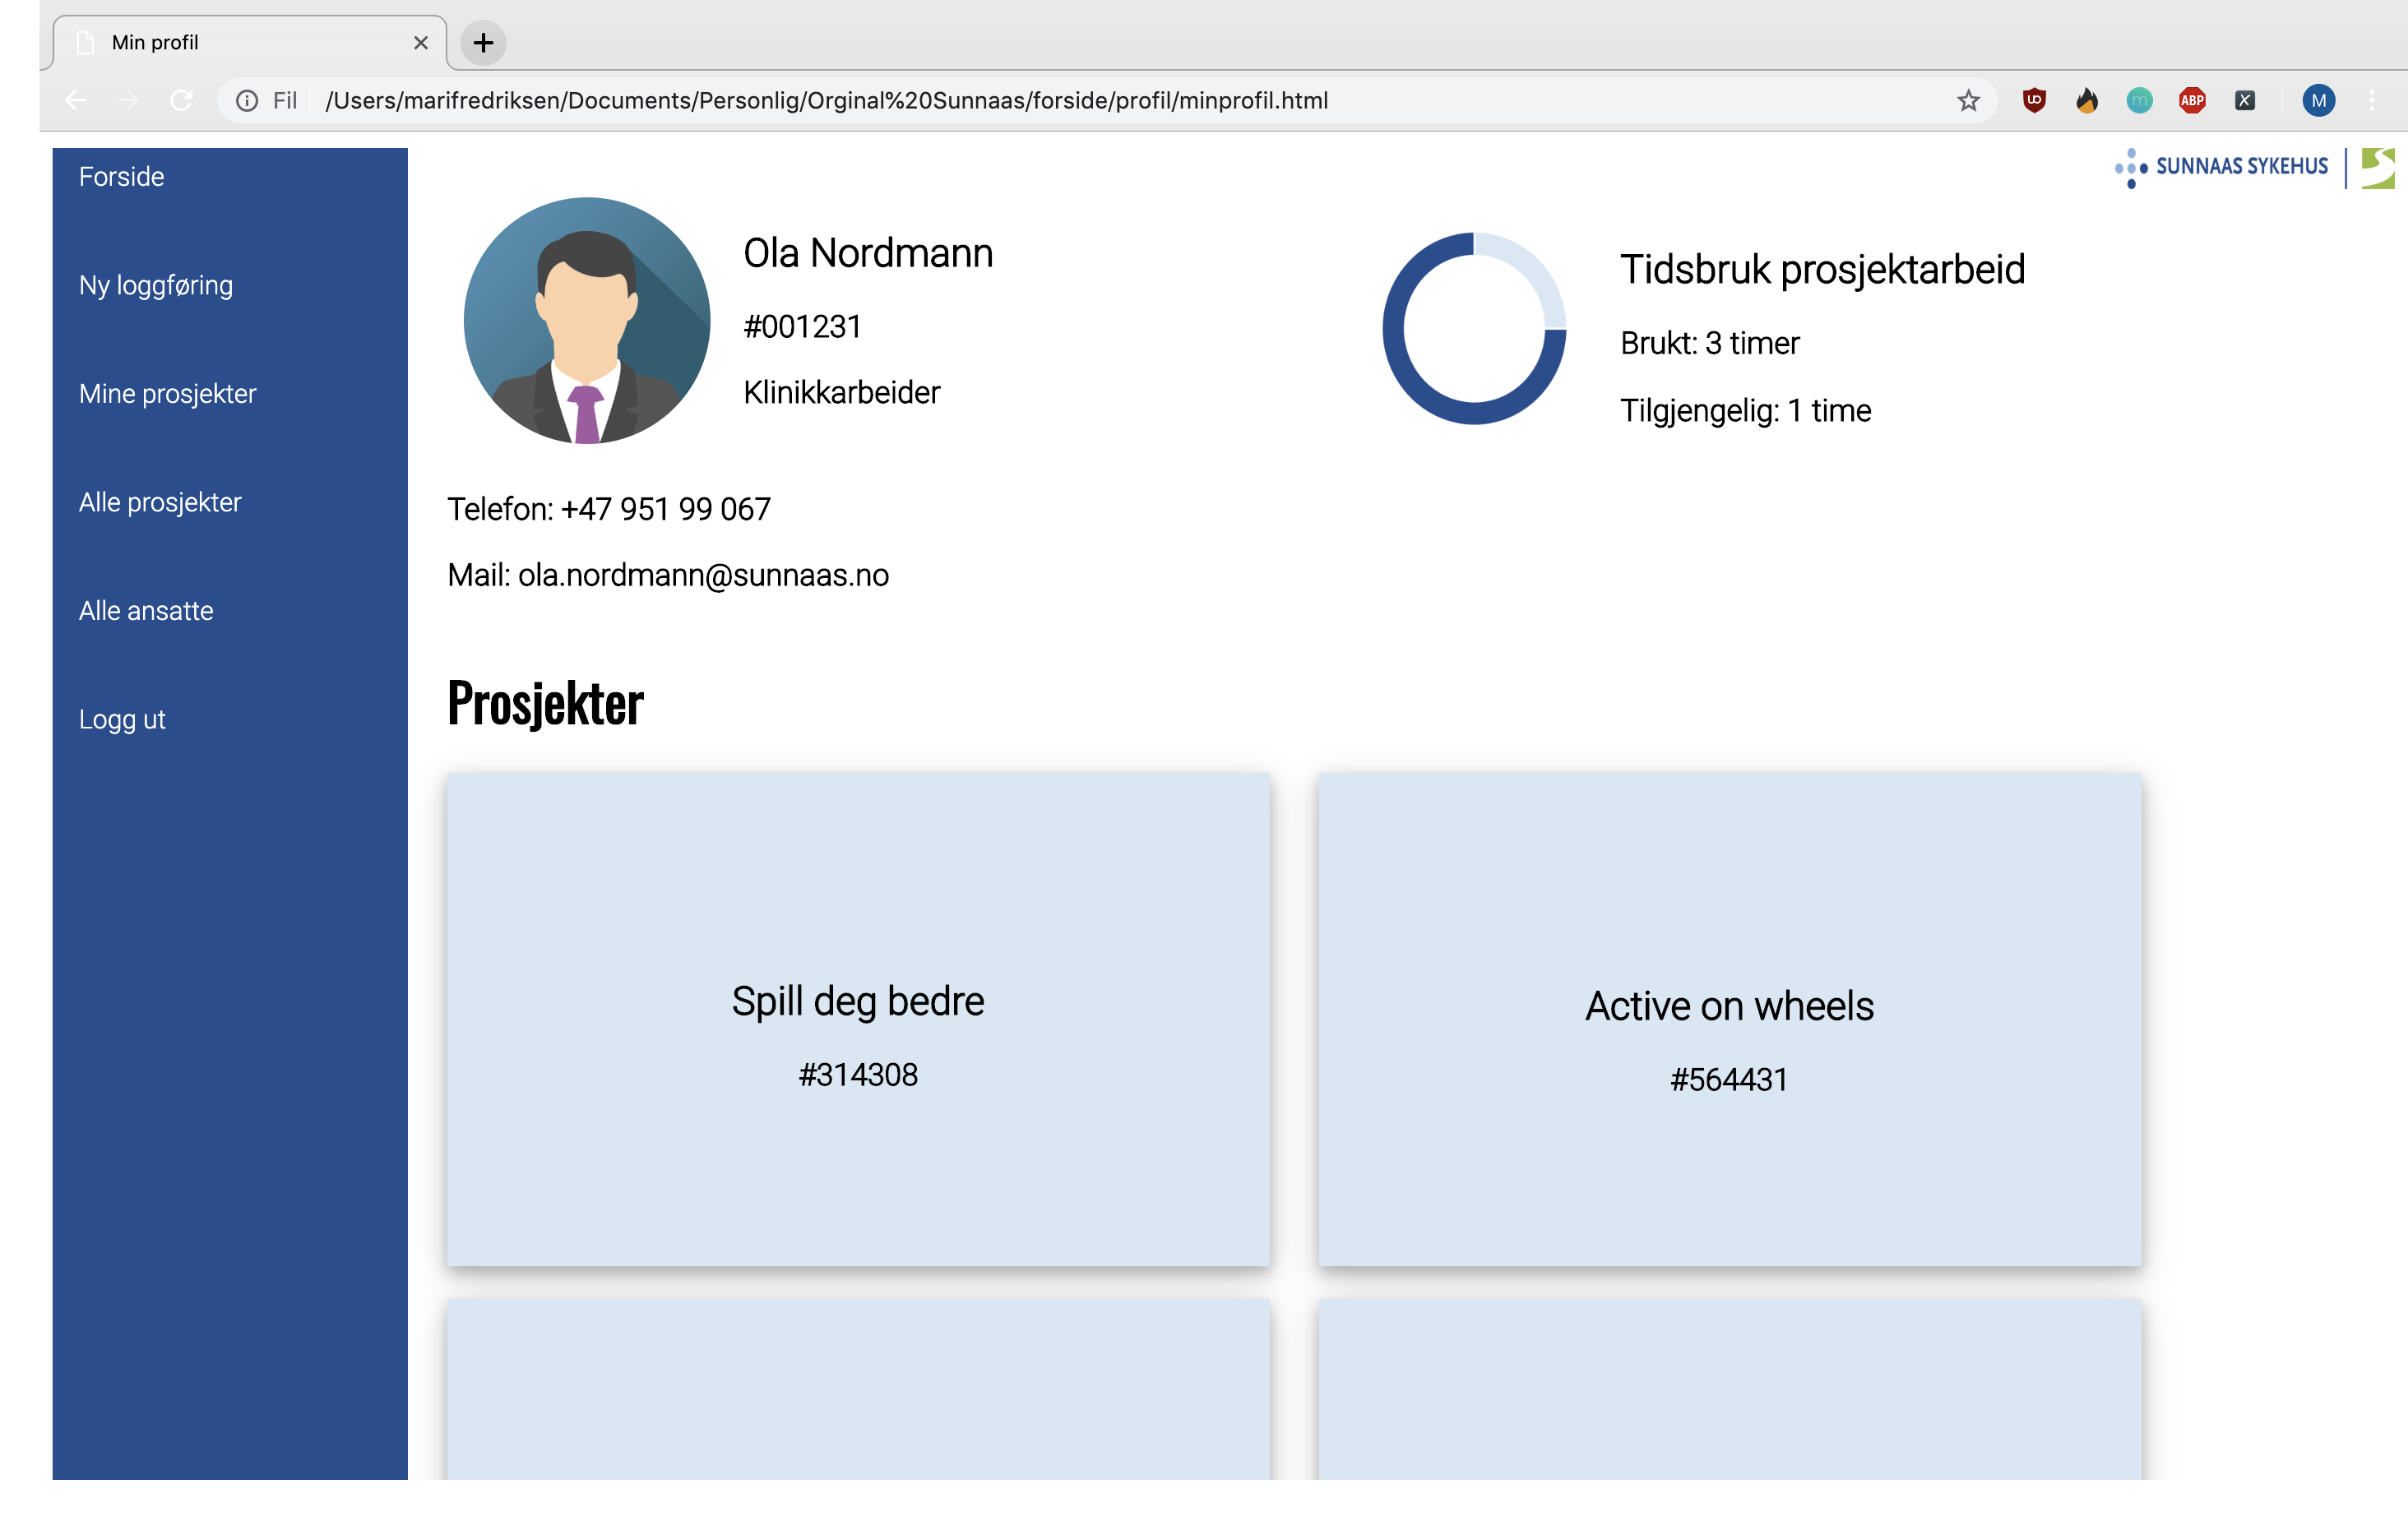 Min profil
Fil /Users/marifredriksen/Documents/Personlig/Orginal%20Sunnaas/forside/profil/minprofil.html
m
ABP
X
M
Forside
Ny loggføring
Mine prosjekter
Alle prosjekter
Alle ansatte
Logg ut
SUNNAAS SYKEHUS
Ola Nordmann
#001231
Klinikkarbeider
Tidsbruk prosjektarbeid
Brukt: 3 timer
Tilgjengelig: 1 time
Telefon: +47 951 99 067
Mail: ola.nordmann@sunnaas.no
Prosjekter
Spill deg bedre
#314308
Active on wheels
#564431